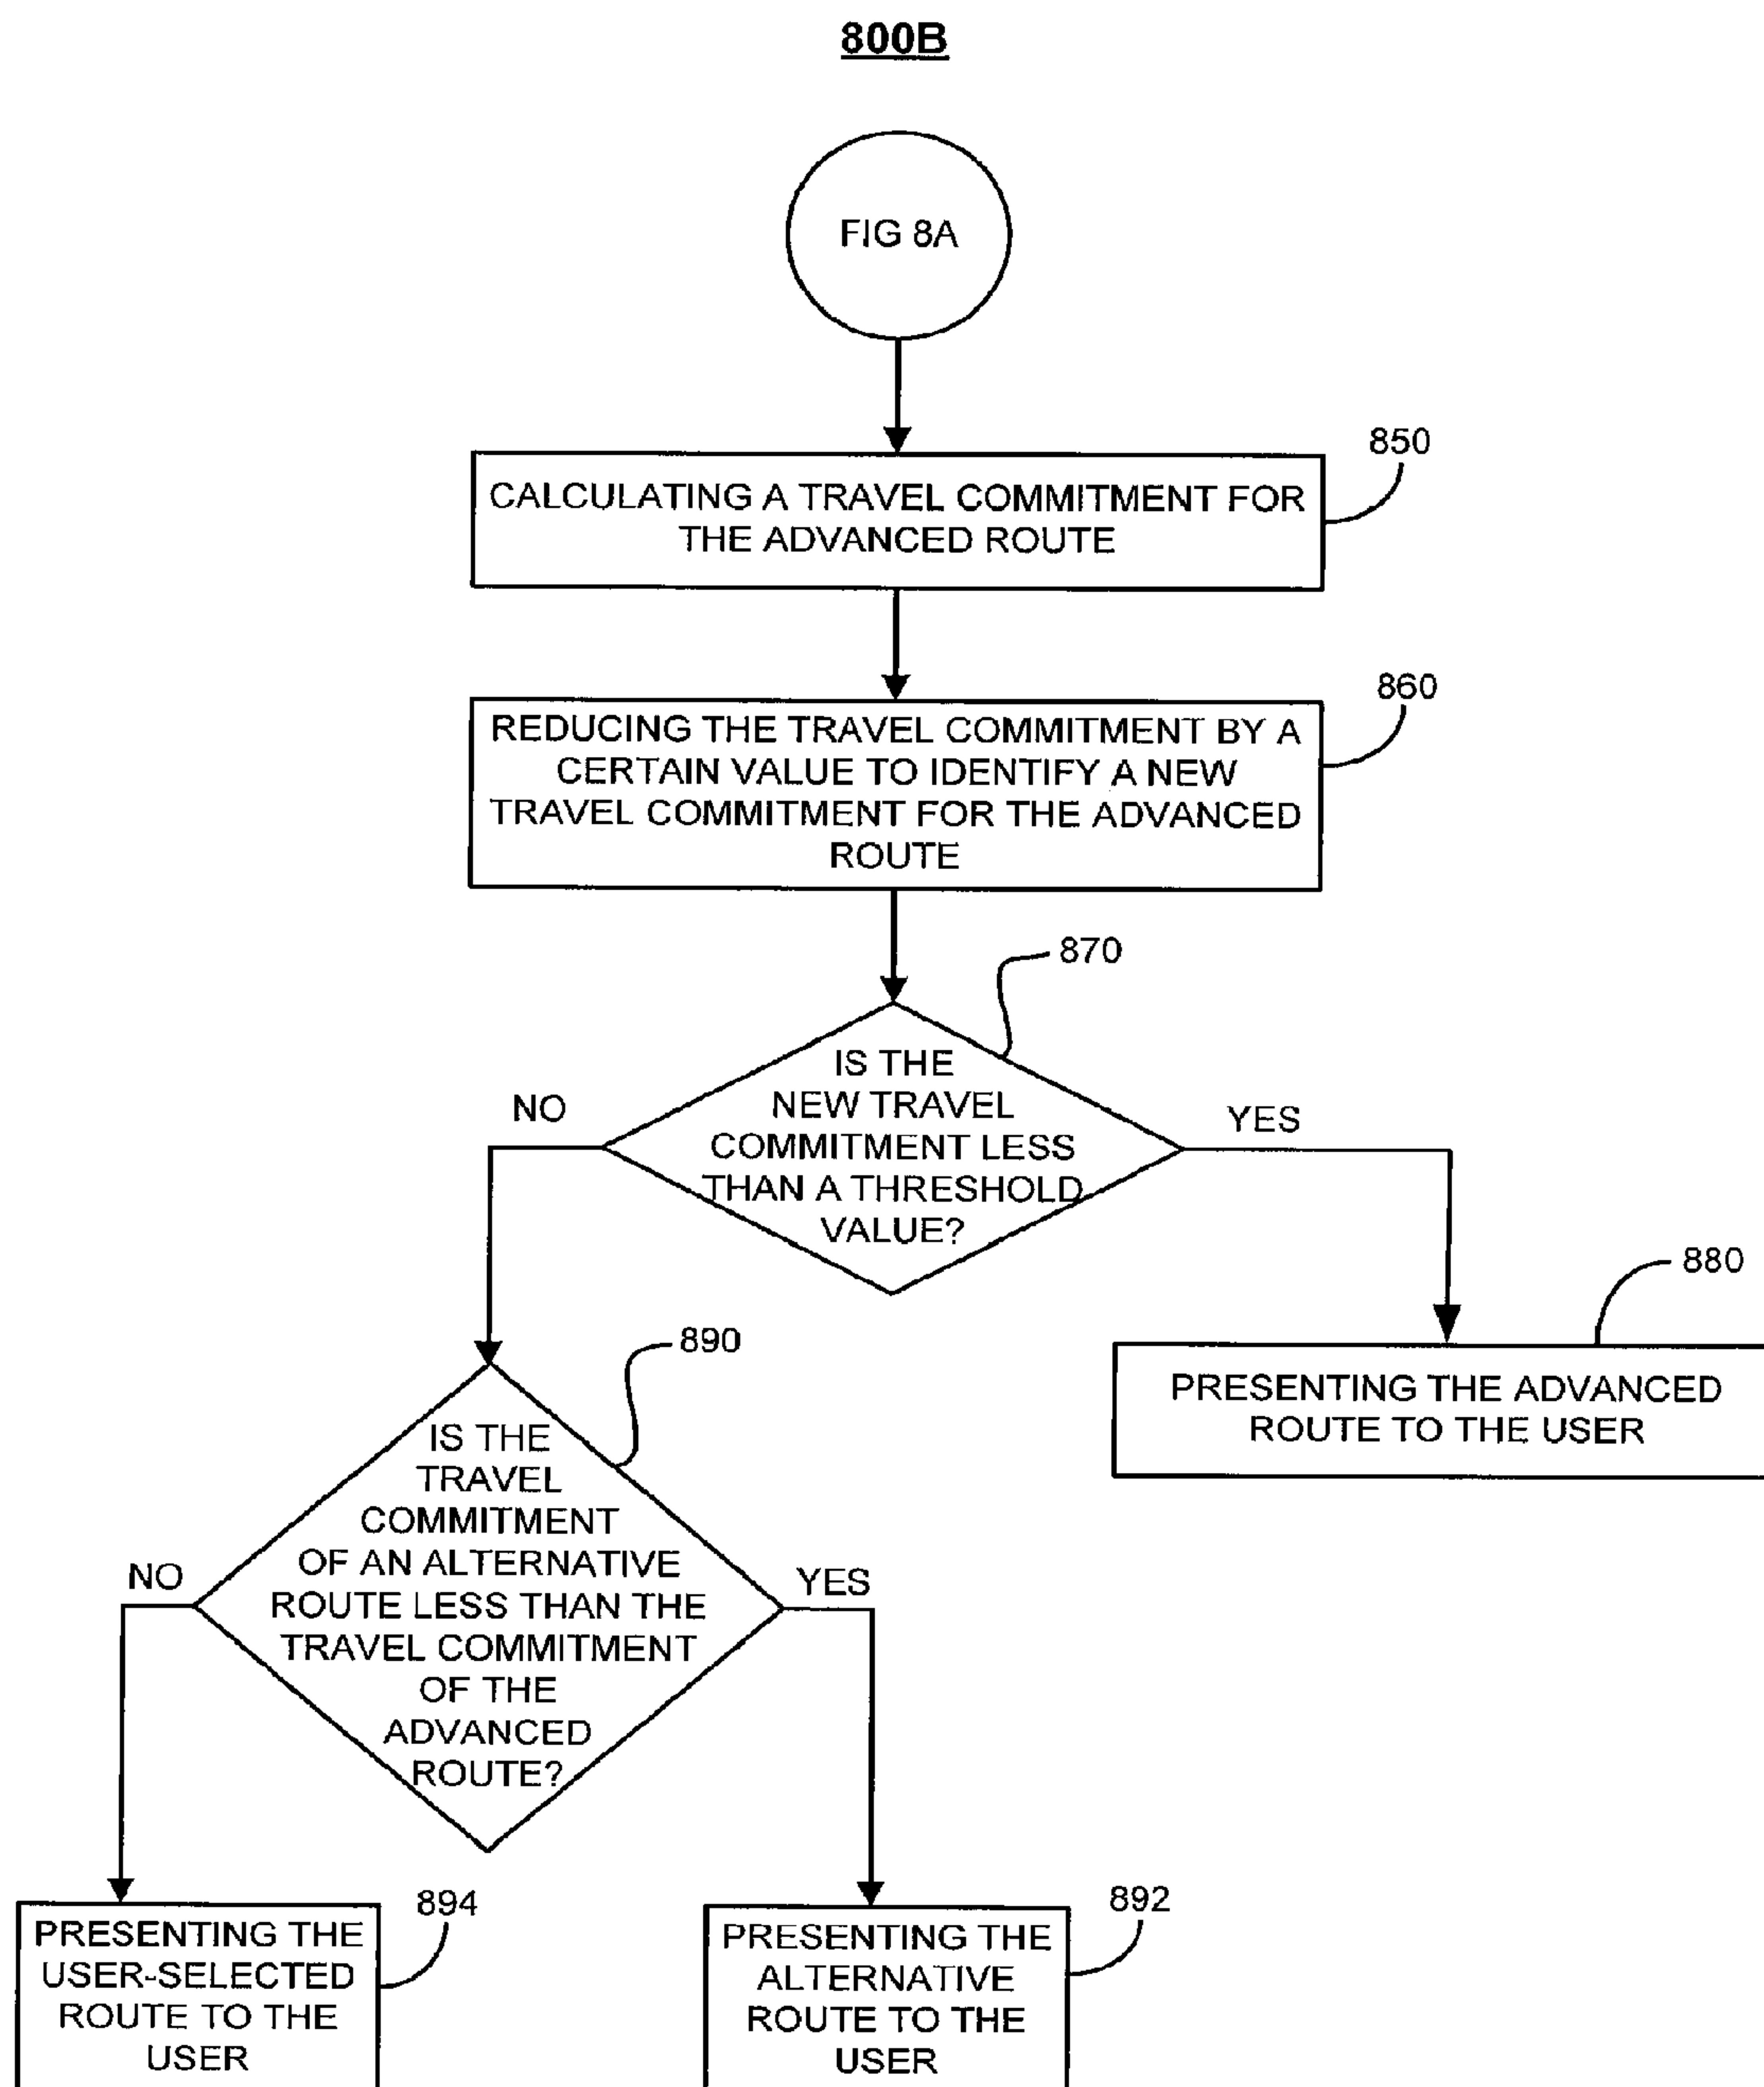 800B
FIG 8A
850
CALCULATING A TRAVEL COMMITMENT FOR
THE ADVANCED ROUTE
860
REDUCING THE TRAVEL COMMITMENT BY A
CERTAIN VALUE TO IDENTIFY A NEW
TRAVEL COMMITMENT FOR THE ADVANCED
ROUTE
870
IS THE
NEW TRAVEL
COMMITMENT LESS
THAN A THRESHOLD
VALUE?
NO
YES
880
PRESENTING THE ADVANCED
ROUTE TO THE USER
890
IS THE
TRAVEL
COMMITMENT
OF AN ALTERNATIVE
ROUTE LESS THAN THE
TRAVEL COMMITMENT
OF THE
ADVANCED
ROUTE?
NO
YES
894
PRESENTING THE
USER-SELECTED
ROUTE TO THE
USER
892
PRESENTING THE
ALTERNATIVE
ROUTE TO THE
USER